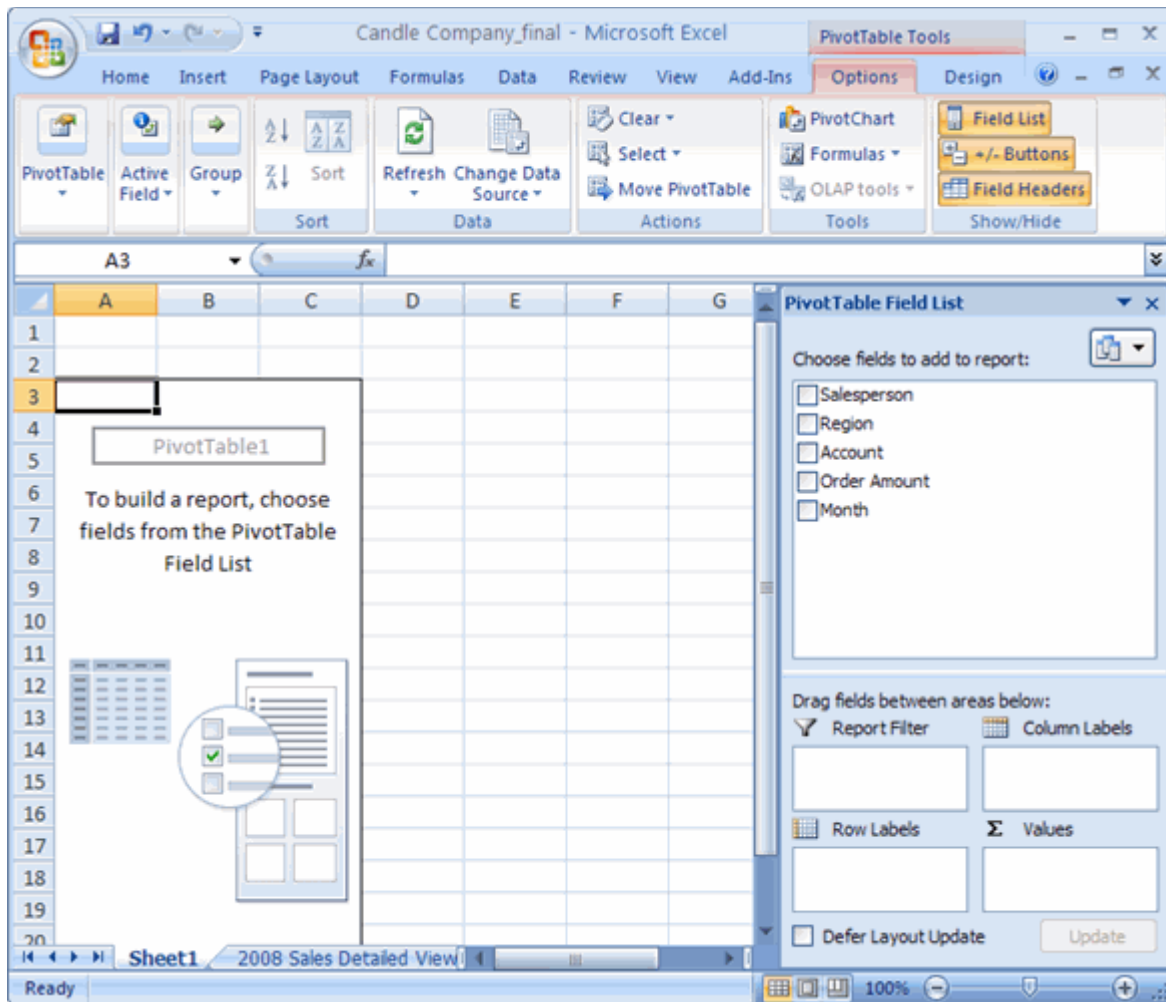 Candle Company_final - Microsoft Excel
PivotTable Tools
Home Insert Page Layout Formulas Data Review View Add-Ins Options Design
PivotTable
Active Field
Group
A Z
Z A
A Z
Z A
Sort
Sort
Refresh
Change Data Source
Data
Clear
Select
Move PivotTable
Actions
PivotChart
Formulas
OLAP tools
Tools
Field List
+/- Buttons
Field Headers
Show/Hide
A3
fx
A B C D E F G
1
2
3
4
5
6
7
8
9
10
11
12
13
14
15
16
17
18
19
20
PivotTable1
To build a report, choose
fields from the PivotTable
Field List
PivotTable Field List
Choose fields to add to report:
Salesperson
Region
Account
Order Amount
Month
Drag fields between areas below:
Report Filter
Column Labels
Row Labels
Σ Values
Defer Layout Update
Update
Sheet1
2008 Sales Detailed View
Ready
100%